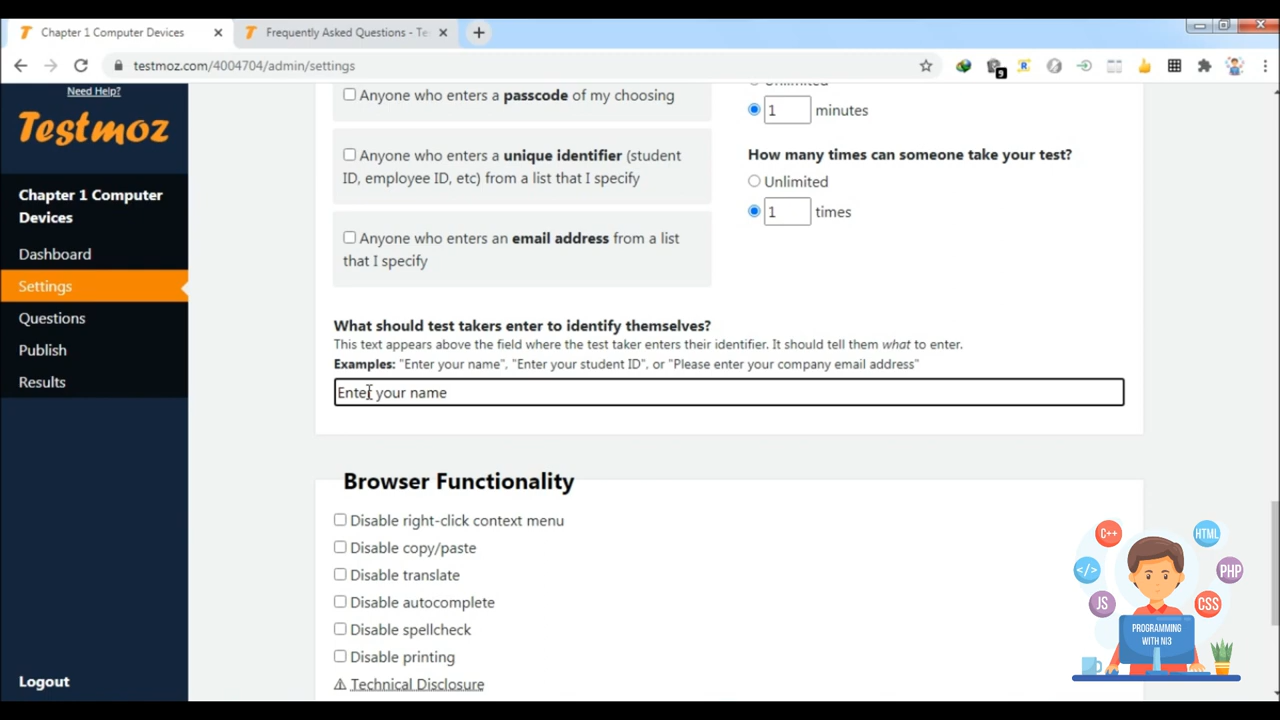 Chapter 1 Computer Devices
Frequently Asked Questions - Te
testmoz.com/4004704/admin/settings
9
Need Help?
Testmoz
Chapter 1 Computer
Devices
Dashboard
Settings
Questions
Publish
Results
Logout
Anyone who enters a passcode of my choosing
Anyone who enters a unique identifier (student
ID, employee ID, etc) from a list that I specify
Anyone who enters an email address from a list
that I specify
Unlimited
1 minutes
How many times can someone take your test?
Unlimited
1 times
What should test takers enter to identify themselves?
This text appears above the field where the test taker enters their identifier. It should tell them what to enter.
Examples: "Enter your name", "Enter your student ID", or "Please enter your company email address"
Enter your name
Browser Functionality
Disable right-click context menu
Disable copy/paste
Disable translate
Disable autocomplete
Disable spellcheck
Disable printing
Technical Disclosure
C++
HTML
</>
PHP
JS
CSS
PROGRAMMING
WITH NI3